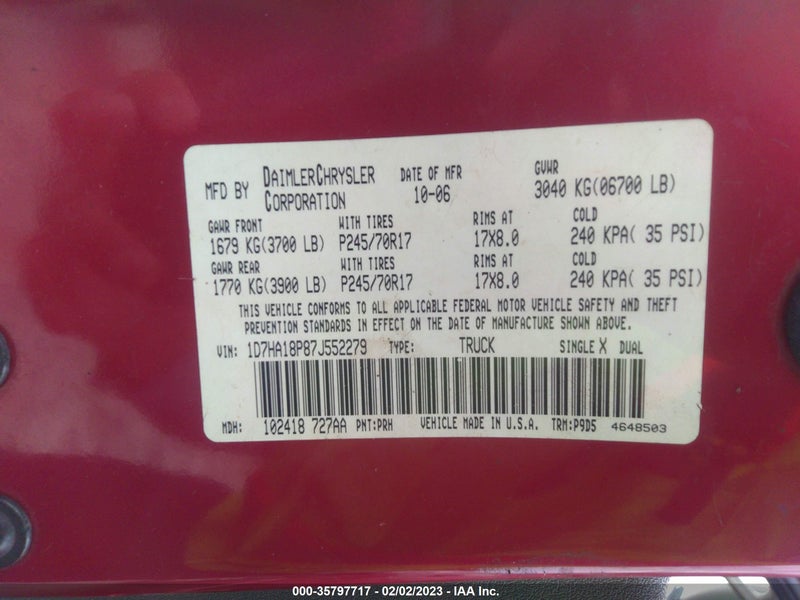 MFD BY DAIMLERCHRYSLER CORPORATION DATE OF MFR 10-06 GVWR 3040 KG(06700 LB)
GAWR FRONT WITH TIRES RIMS AT COLD
1679 KG(3700 LB) P245/70R17 17X8.0 240 KPA( 35 PSI)
GAWR REAR WITH TIRES RIMS AT COLD
1770 KG(3900 LB) P245/70R17 17X8.0 240 KPA( 35 PSI)
THIS VEHICLE CONFORMS TO ALL APPLICABLE FEDERAL MOTOR VEHICLE SAFETY AND THEFT
PREVENTION STANDARDS IN EFFECT ON THE DATE OF MANUFACTURE SHOWN ABOVE.
VIN: 1D7HA18P87J552279 TYPE: TRUCK SINGLE X DUAL
MDH: 102418 727AA PNT:PRH VEHICLE MADE IN U.S.A. TRM:P9D5 4648503
000-35797717 - 02/02/2023 - IAA Inc.